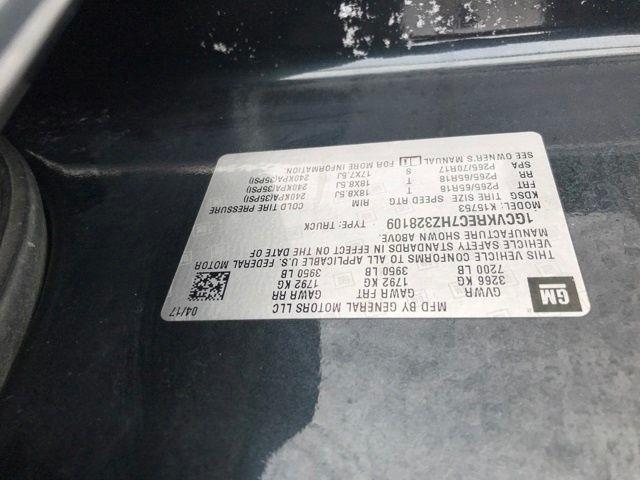 MFD BY GENERAL MOTORS LLC 04/17
GM
GVWR GAWR FRT GAWR RR
3266 KG 1792 KG 1792 KG
7200 LB 3950 LB 3950 LB
THIS VEHICLE CONFORMS TO ALL APPLICABLE U.S. FEDERAL MOTOR
VEHICLE SAFETY STANDARDS IN EFFECT ON THE DATE OF
MANUFACTURE SHOWN ABOVE.
1GCVKREC7HZ328109 TYPE: TRUCK
MODEL: K15753
KDSG TIRE SIZE SPEED RTG RIM COLD TIRE PRESSURE
FRT P265/65R18 T 18X8.5J 240KPA(35PSI)
RR P265/65R18 T 18X8.5J 240KPA(35PSI)
SPA P265/70R17 S 17X7.5J 240KPA(35PSI)
SEE OWNER'S MANUAL FOR MORE INFORMATION.